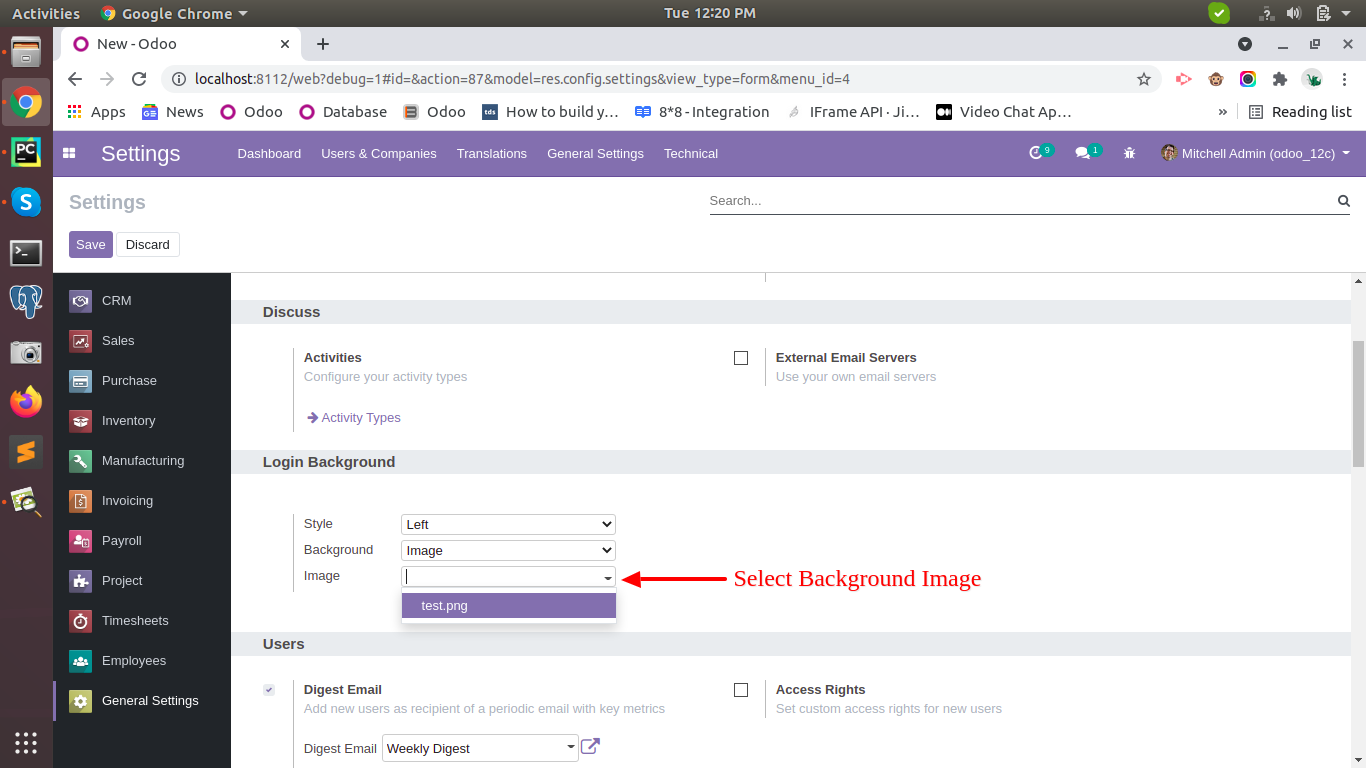 Activities Google Chrome Tue 12:20 PM
New - Odoo
localhost:8112/web?debug=1#id=&action=87&model=res.config.settings&view_type=form&menu_id=4
Apps News Odoo Database Odoo tds How to build y… 8*8 - Integration IFrame API · Ji… Video Chat Ap… » Reading list
Settings Dashboard Users & Companies Translations General Settings Technical 9 1 Mitchell Admin (odoo_12c)
Settings Search...
Save Discard
CRM
Sales
Purchase
Inventory
Manufacturing
Invoicing
Payroll
Project
Timesheets
Employees
General Settings
Discuss
Activities
Configure your activity types
Activity Types
External Email Servers
Use your own email servers
Login Background
Style Left
Background Image
Image
test.png
Select Background Image
Users
Digest Email
Add new users as recipient of a periodic email with key metrics
Digest Email Weekly Digest
Access Rights
Set custom access rights for new users
PC